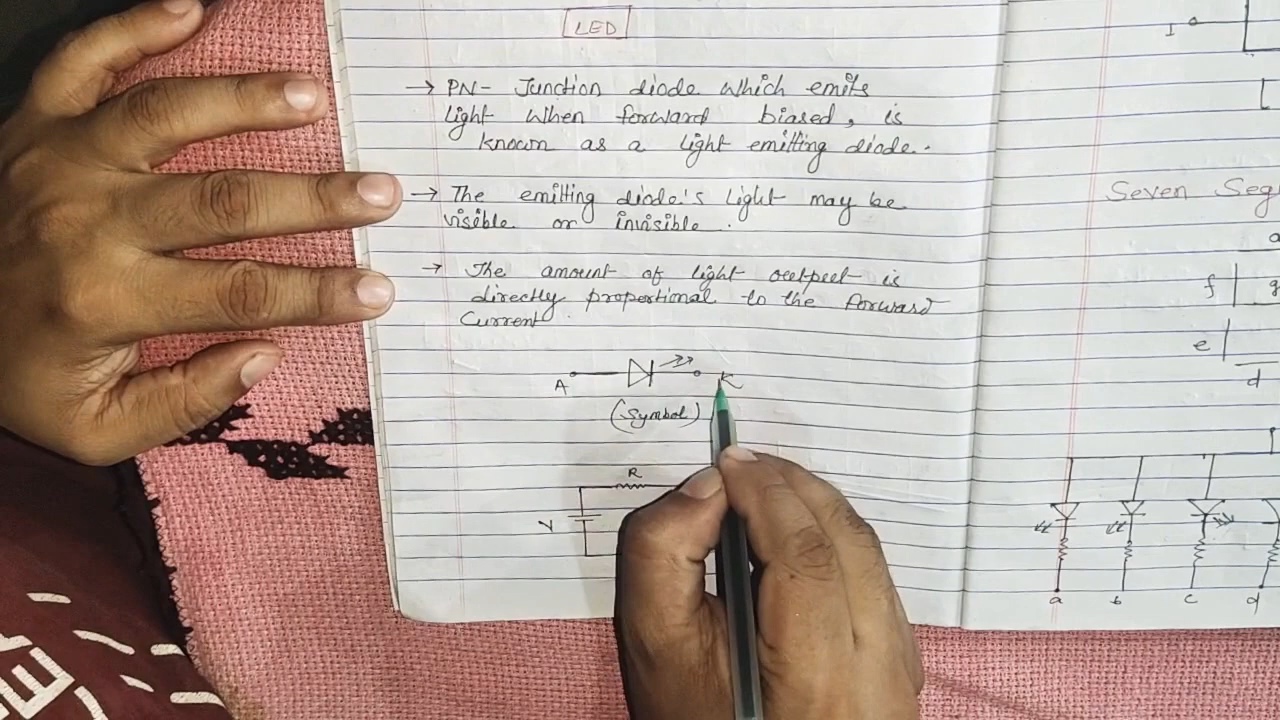 LED
→ PN- Junction diode which emits
light when forward biased, is
known as a light emitting diode.
→ The emitting diode's light may be
visible or invisible.
→ The amount of light output is
directly proportional to the forward
current.
A K
(Symbol)
R
V
I
Seven Seg
a
f g
e
d
a b c d